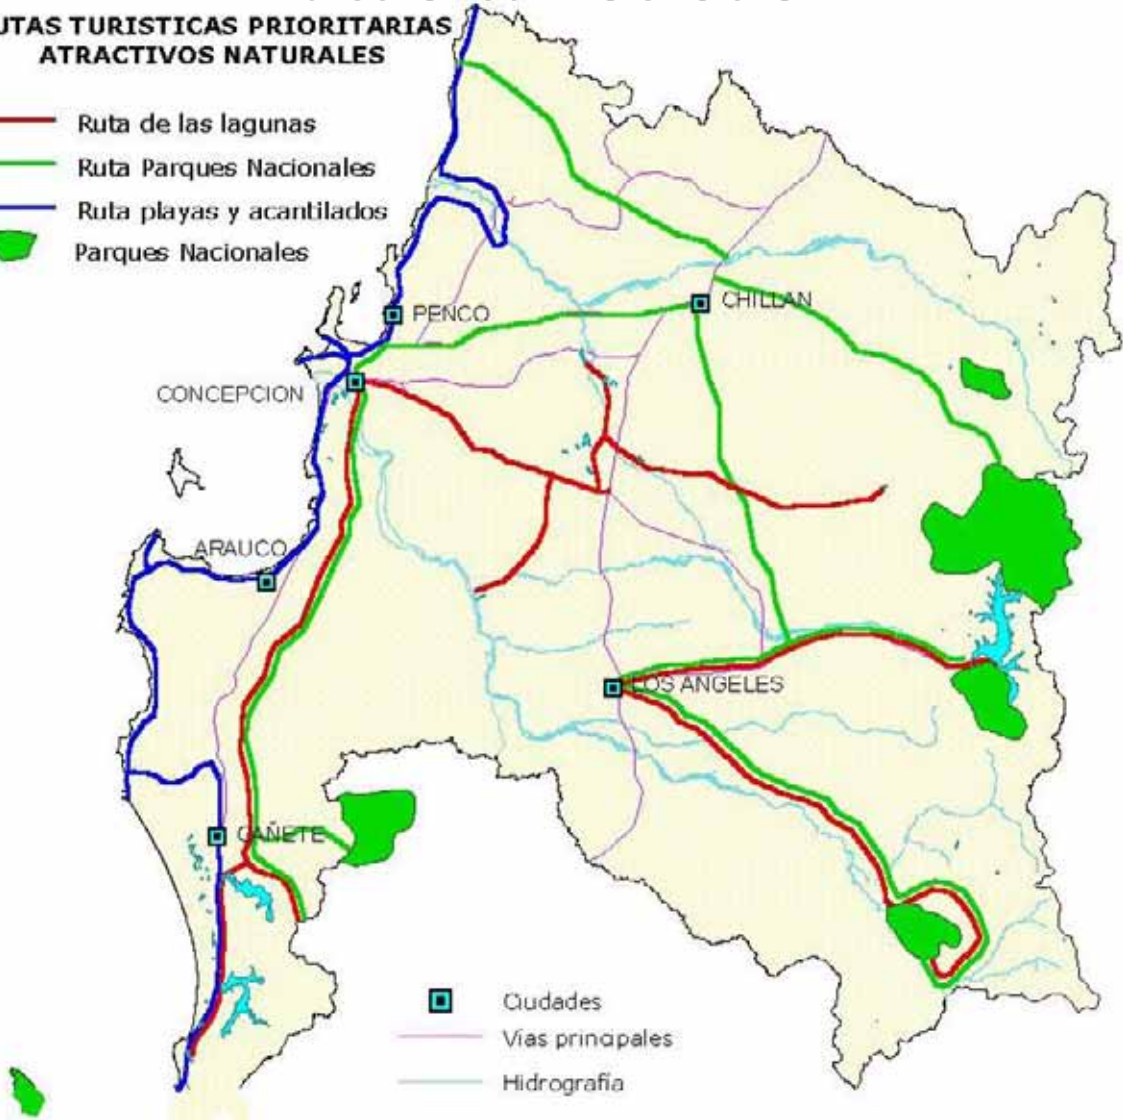 UTAS TURISTICAS PRIORITARIAS
ATRACTIVOS NATURALES
Ruta de las lagunas
Ruta Parques Nacionales
Ruta playas y acantilados
Parques Nacionales
PENCO
CHILLAN
CONCEPCION
ARAUCO
LOS ANGELES
CAÑETE
Ciudades
Vias principales
Hidrografía